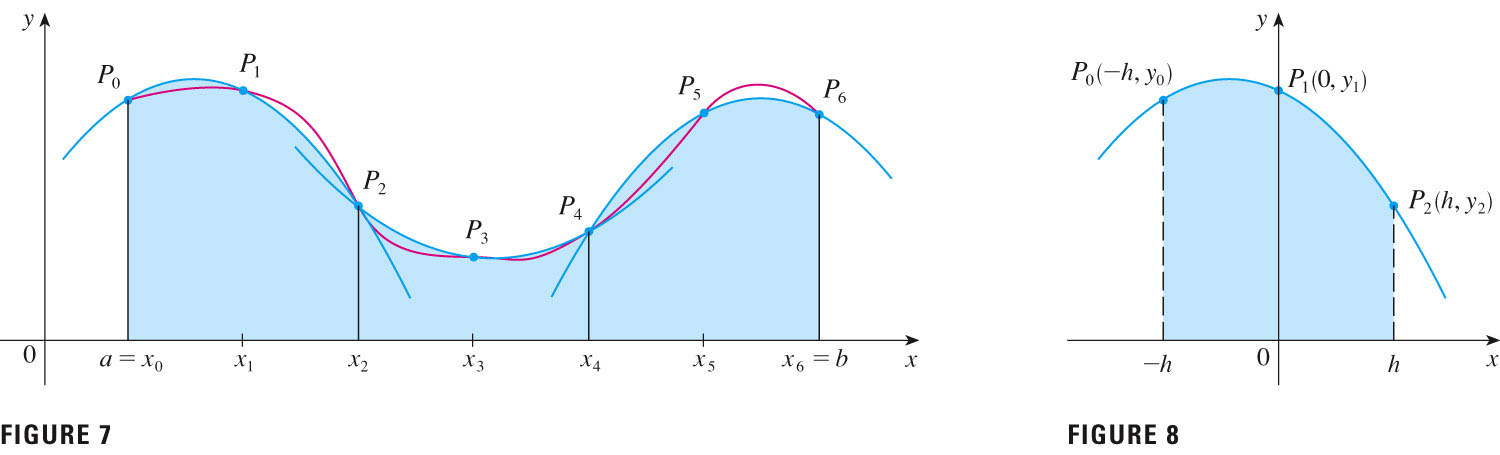 y
P₀
P₁
P₂
P₃
P₄
P₅
P₆
0
a = x₀
x₁
x₂
x₃
x₄
x₅
x₆ = b
x
FIGURE 7
y
P₀(−h, y₀)
P₁(0, y₁)
P₂(h, y₂)
−h
0
h
x
FIGURE 8